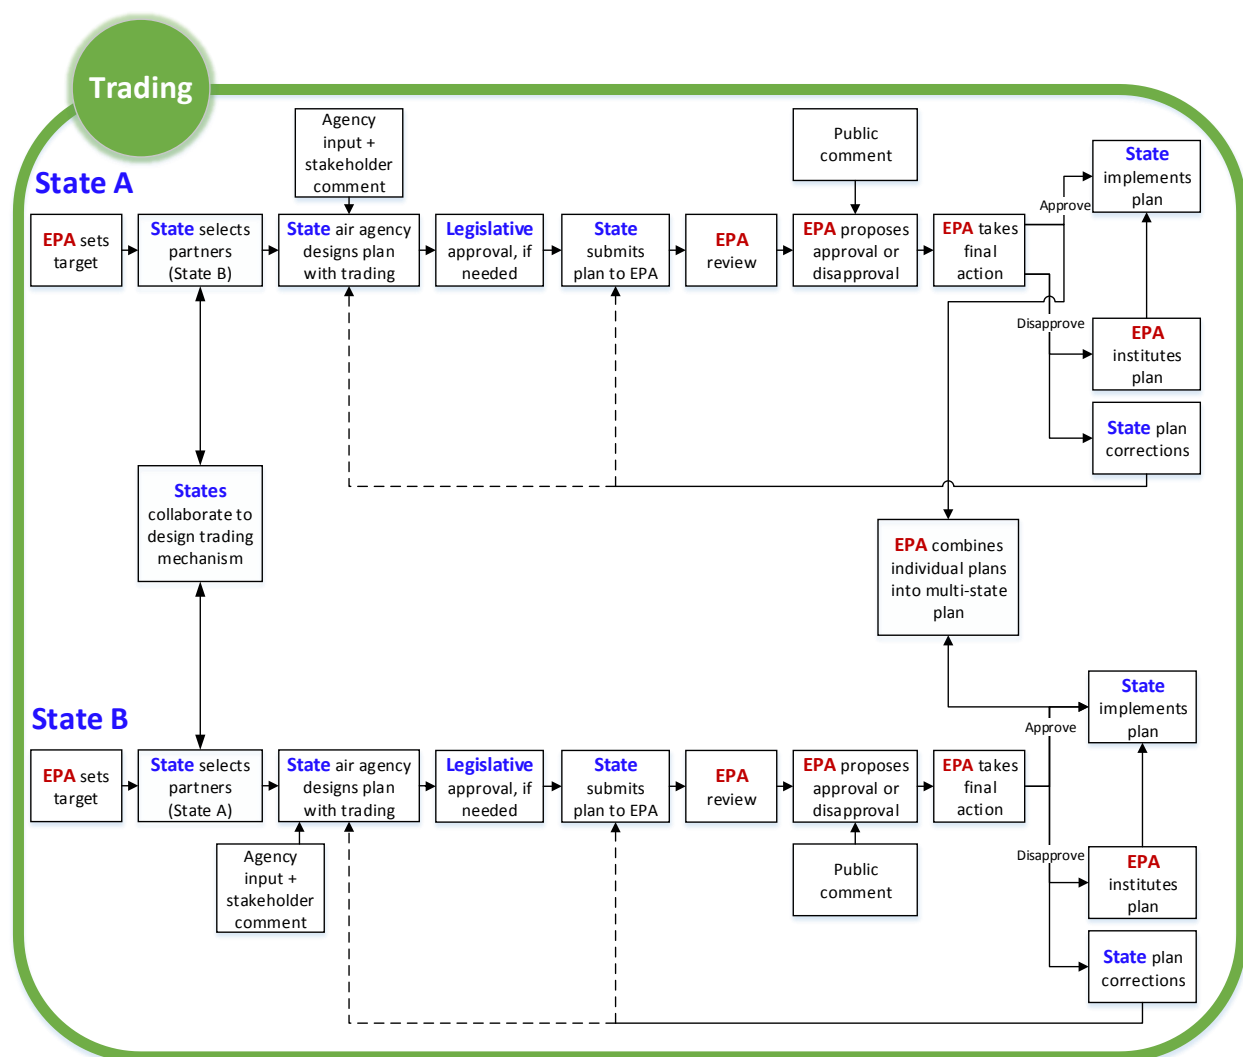 Trading
State A
Agency
input +
stakeholder
comment
Public
comment
EPA sets
target
State selects
partners
(State B)
State air agency
designs plan
with trading
Legislative
approval, if
needed
State
submits
plan to EPA
EPA
review
EPA proposes
approval or
disapproval
EPA takes
final
action
Approve
State
implements
plan
Disapprove
EPA
institutes
plan
State plan
corrections
States
collaborate to
design trading
mechanism
EPA combines
individual plans
into multi-state
plan
State B
EPA sets
target
State selects
partners
(State A)
State air agency
designs plan
with trading
Legislative
approval, if
needed
State
submits
plan to EPA
EPA
review
EPA proposes
approval or
disapproval
EPA takes
final
action
Approve
State
implements
plan
Agency
input +
stakeholder
comment
Public
comment
Disapprove
EPA
institutes
plan
State plan
corrections